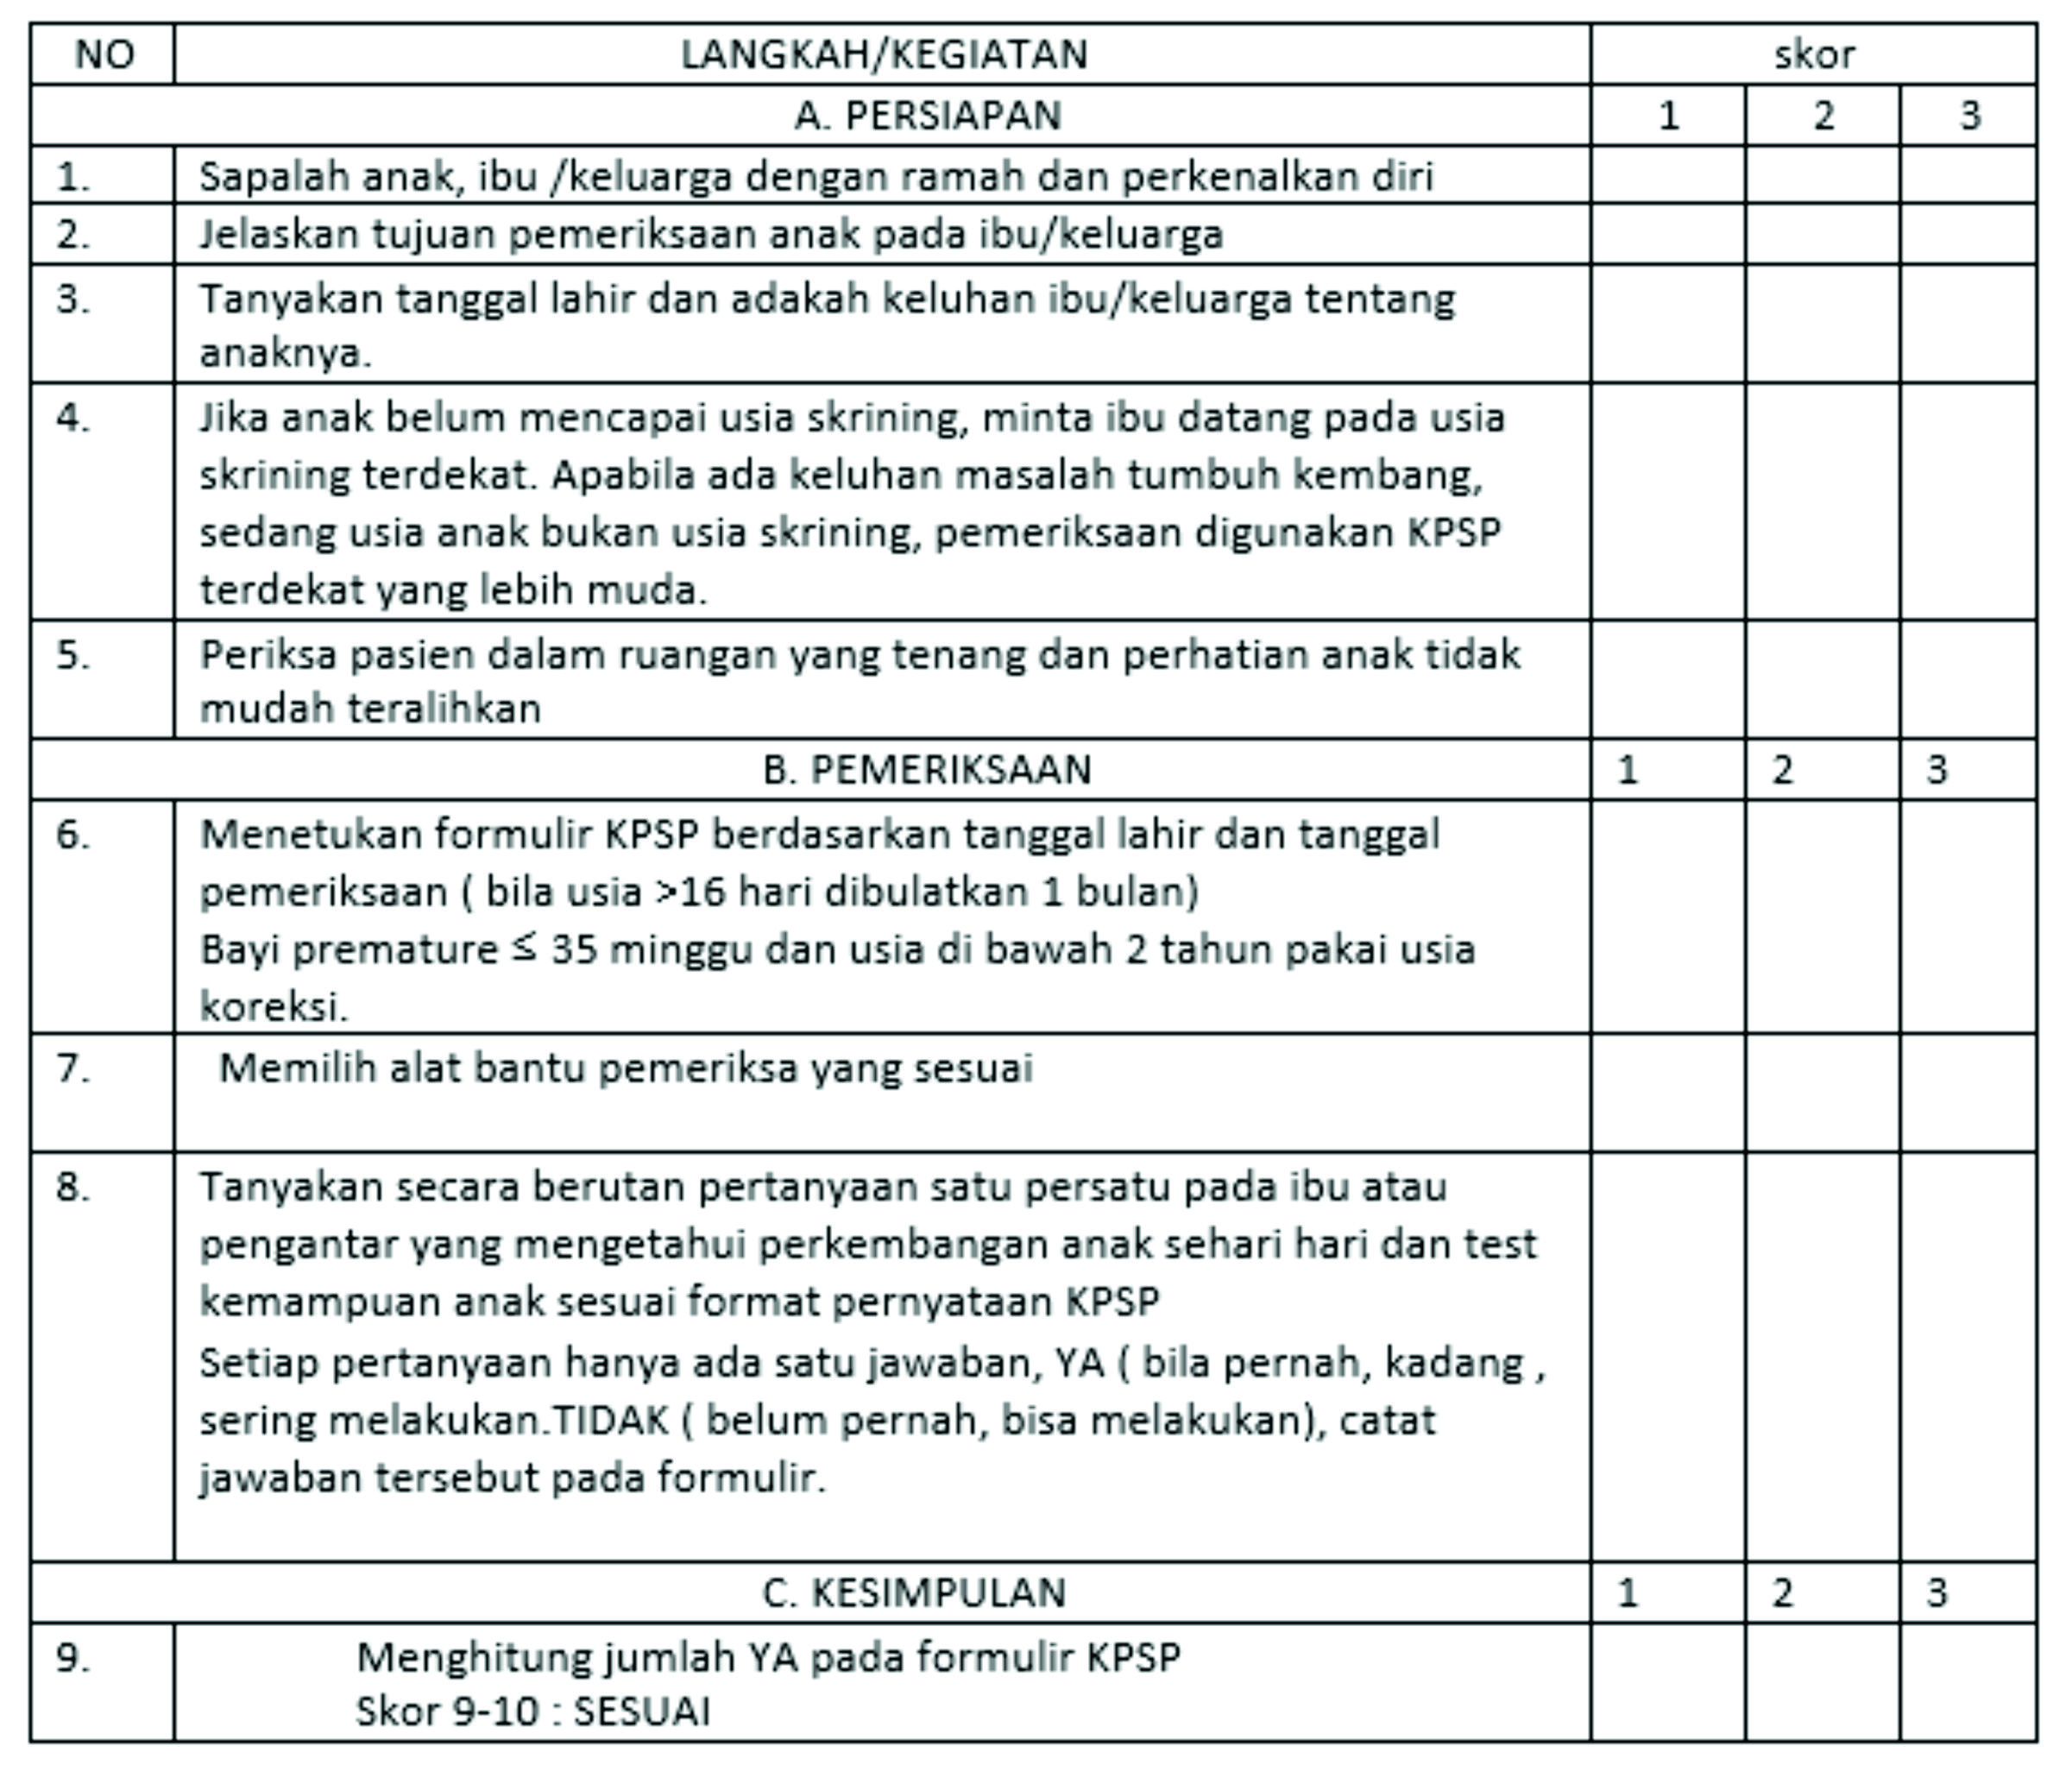 NO LANGKAH/KEGIATAN skor
A. PERSIAPAN 1 2 3
1. Sapalah anak, ibu /keluarga dengan ramah dan perkenalkan diri
2. Jelaskan tujuan pemeriksaan anak pada ibu/keluarga
3. Tanyakan tanggal lahir dan adakah keluhan ibu/keluarga tentang
anaknya.
4. Jika anak belum mencapai usia skrining, minta ibu datang pada usia
skrining terdekat. Apabila ada keluhan masalah tumbuh kembang,
sedang usia anak bukan usia skrining, pemeriksaan digunakan KPSP
terdekat yang lebih muda.
5. Periksa pasien dalam ruangan yang tenang dan perhatian anak tidak
mudah teralihkan
B. PEMERIKSAAN 1 2 3
6. Menetukan formulir KPSP berdasarkan tanggal lahir dan tanggal
pemeriksaan ( bila usia >16 hari dibulatkan 1 bulan)
Bayi premature ≤ 35 minggu dan usia di bawah 2 tahun pakai usia
koreksi.
7. Memilih alat bantu pemeriksa yang sesuai
8. Tanyakan secara berutan pertanyaan satu persatu pada ibu atau
pengantar yang mengetahui perkembangan anak sehari hari dan test
kemampuan anak sesuai format pernyataan KPSP
Setiap pertanyaan hanya ada satu jawaban, YA ( bila pernah, kadang ,
sering melakukan.TIDAK ( belum pernah, bisa melakukan), catat
jawaban tersebut pada formulir.
C. KESIMPULAN 1 2 3
9. Menghitung jumlah YA pada formulir KPSP
Skor 9-10 : SESUAI